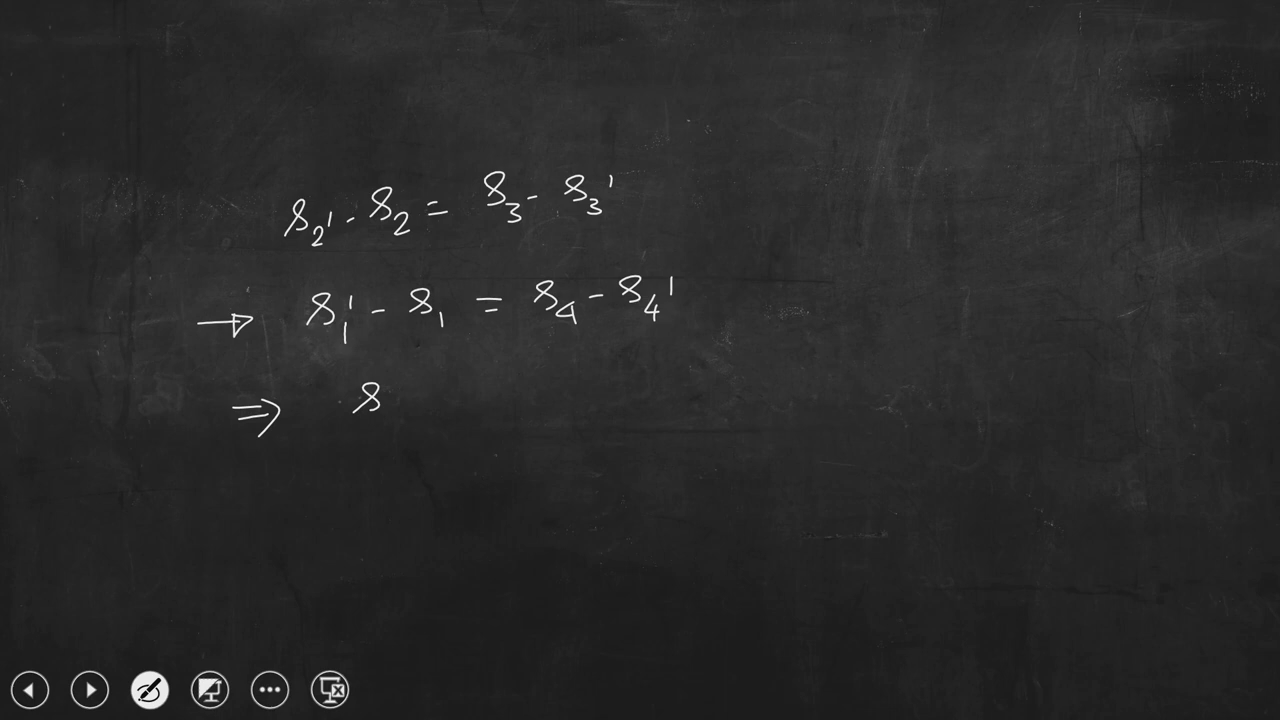 s₂' - s₂ = s₃ - s₃'
→ s₁' - s₁ = s₄ - s₄'
⇒ s